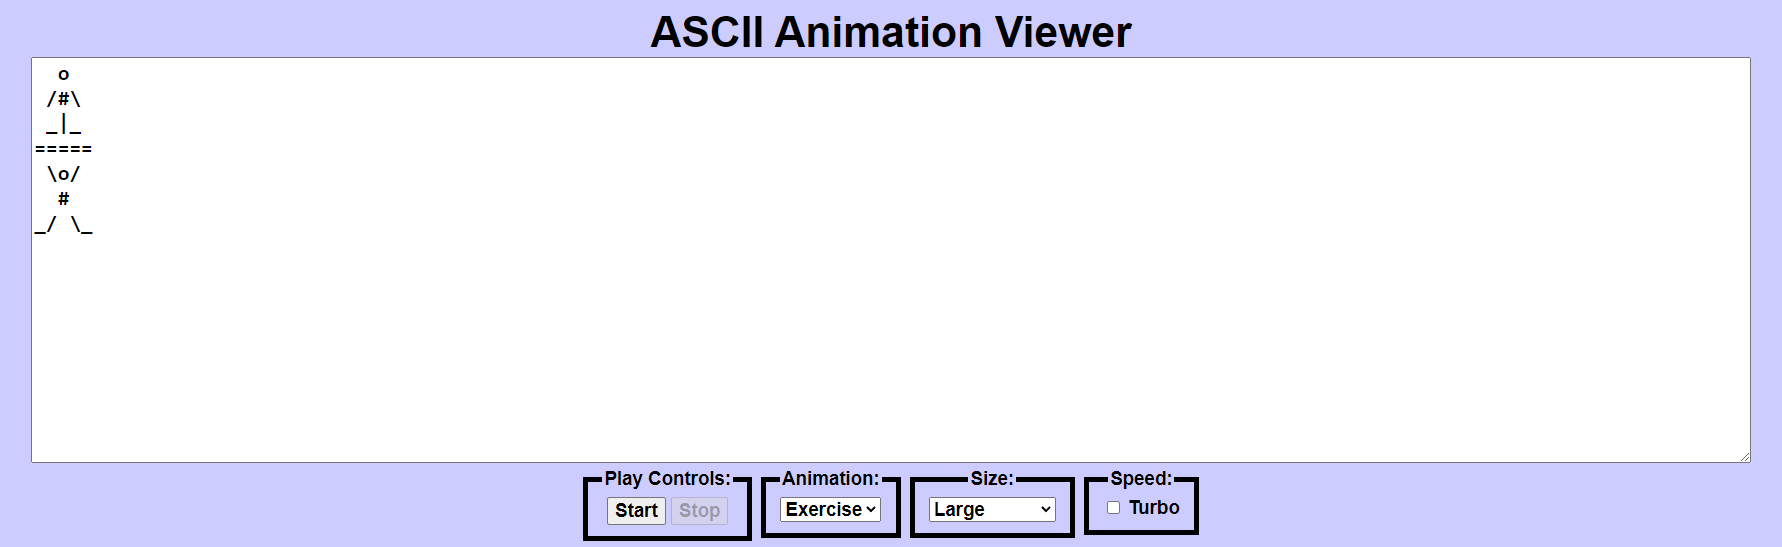 ASCII Animation Viewer
  o
 /#\
 _|_
=====
 \o/
  #
_/ \_
Play Controls: Animation: Size: Speed:
Start Stop Exercise Large Turbo